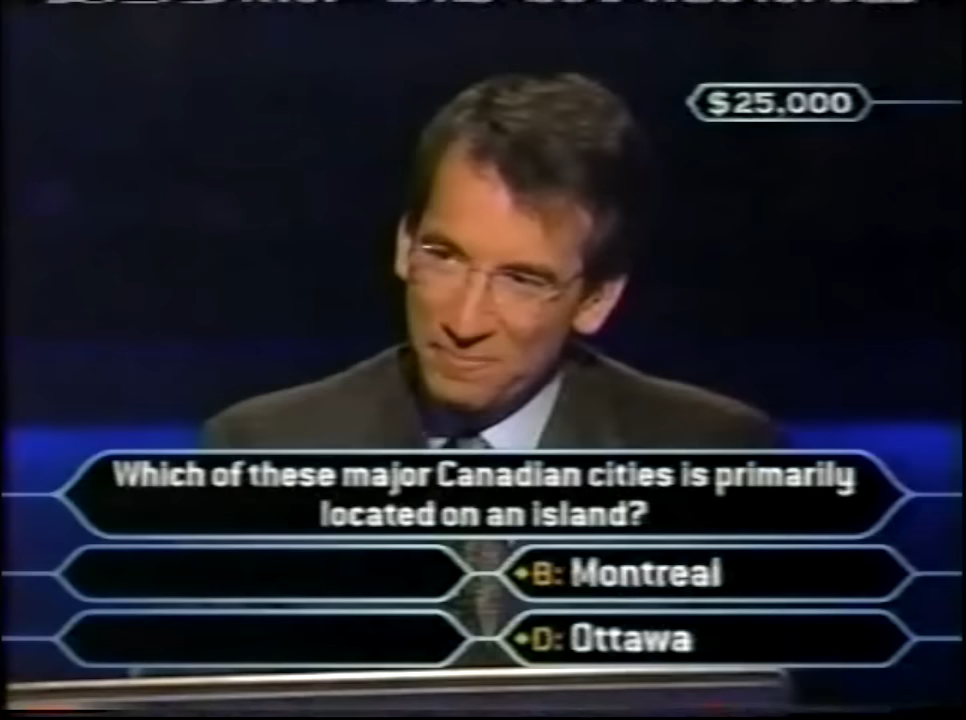 $25,000
Which of these major Canadian cities is primarily
located on an island?
B: Montreal
D: Ottawa